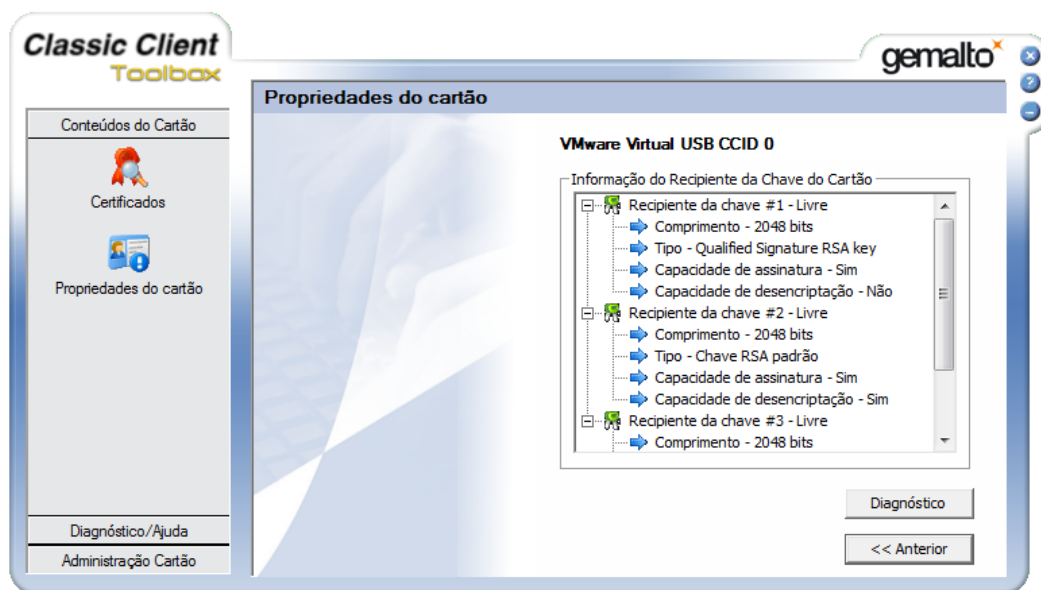 Classic Client
Toolbox
gemalto
Propriedades do cartão
Conteúdos do Cartão
Certificados
Propriedades do cartão
Diagnóstico/Ajuda
Administração Cartão
VMware Virtual USB CCID 0
Informação do Recipiente da Chave do Cartão
Recipiente da chave #1 - Livre
Comprimento - 2048 bits
Tipo - Qualified Signature RSA key
Capacidade de assinatura - Sim
Capacidade de desencriptação - Não
Recipiente da chave #2 - Livre
Comprimento - 2048 bits
Tipo - Chave RSA padrão
Capacidade de assinatura - Sim
Capacidade de desencriptação - Sim
Recipiente da chave #3 - Livre
Comprimento - 2048 bits
Diagnóstico
<< Anterior